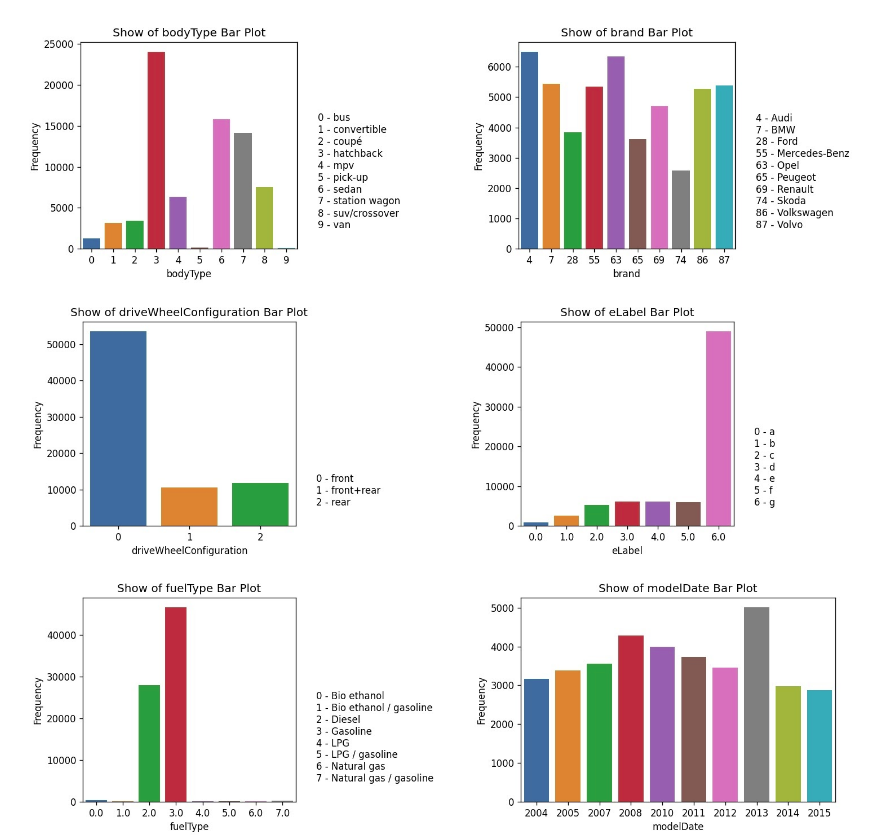 Show of bodyType Bar Plot
25000
20000
15000
10000
5000
0
Frequency
0 1 2 3 4 5 6 7 8 9
bodyType
0 - bus
1 - convertible
2 - coupé
3 - hatchback
4 - mpv
5 - pick-up
6 - sedan
7 - station wagon
8 - suv/crossover
9 - van
Show of brand Bar Plot
6000
5000
4000
3000
2000
1000
0
Frequency
4 7 28 55 63 65 69 74 86 87
brand
4 - Audi
7 - BMW
28 - Ford
55 - Mercedes-Benz
63 - Opel
65 - Peugeot
69 - Renault
74 - Skoda
86 - Volkswagen
87 - Volvo
Show of driveWheelConfiguration Bar Plot
50000
40000
30000
20000
10000
0
Frequency
0 1 2
driveWheelConfiguration
0 - front
1 - front+rear
2 - rear
Show of eLabel Bar Plot
50000
40000
30000
20000
10000
0
Frequency
0.0 1.0 2.0 3.0 4.0 5.0 6.0
eLabel
0 - a
1 - b
2 - c
3 - d
4 - e
5 - f
6 - g
Show of fuelType Bar Plot
40000
30000
20000
10000
0
Frequency
0.0 1.0 2.0 3.0 4.0 5.0 6.0 7.0
fuelType
0 - Bio ethanol
1 - Bio ethanol / gasoline
2 - Diesel
3 - Gasoline
4 - LPG
5 - LPG / gasoline
6 - Natural gas
7 - Natural gas / gasoline
Show of modelDate Bar Plot
5000
4000
3000
2000
1000
0
Frequency
2004 2005 2007 2008 2010 2011 2012 2013 2014 2015
modelDate